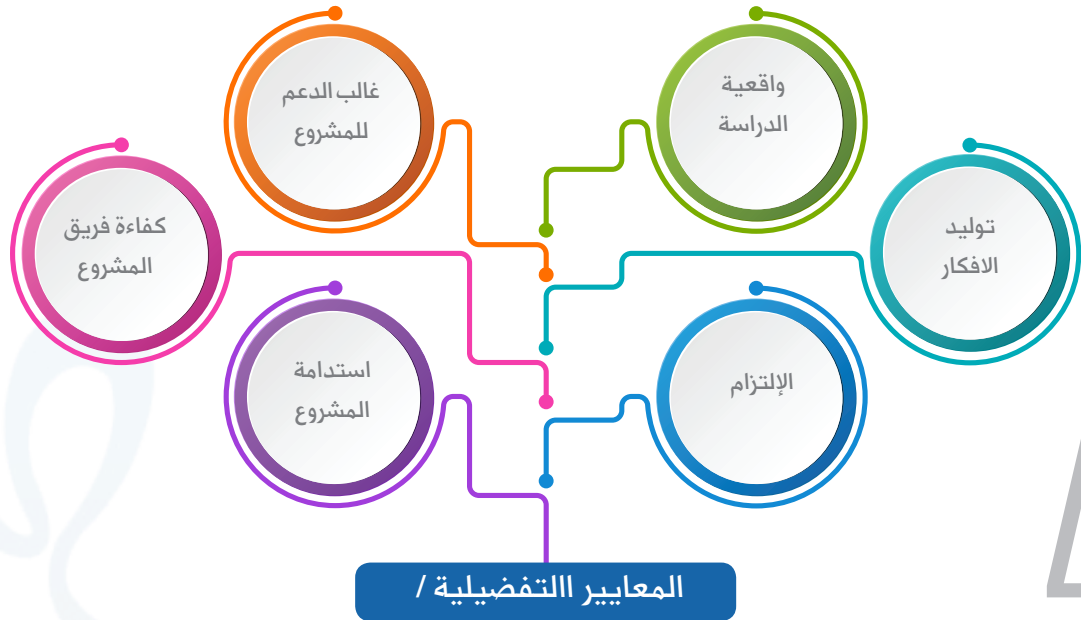 واقعية
الدراسة
غالب الدعم
للمشروع
توليد
الافكار
كفاءة فريق
المشروع
الإلتزام
استدامة
المشروع
المعايير االتفضيلية /